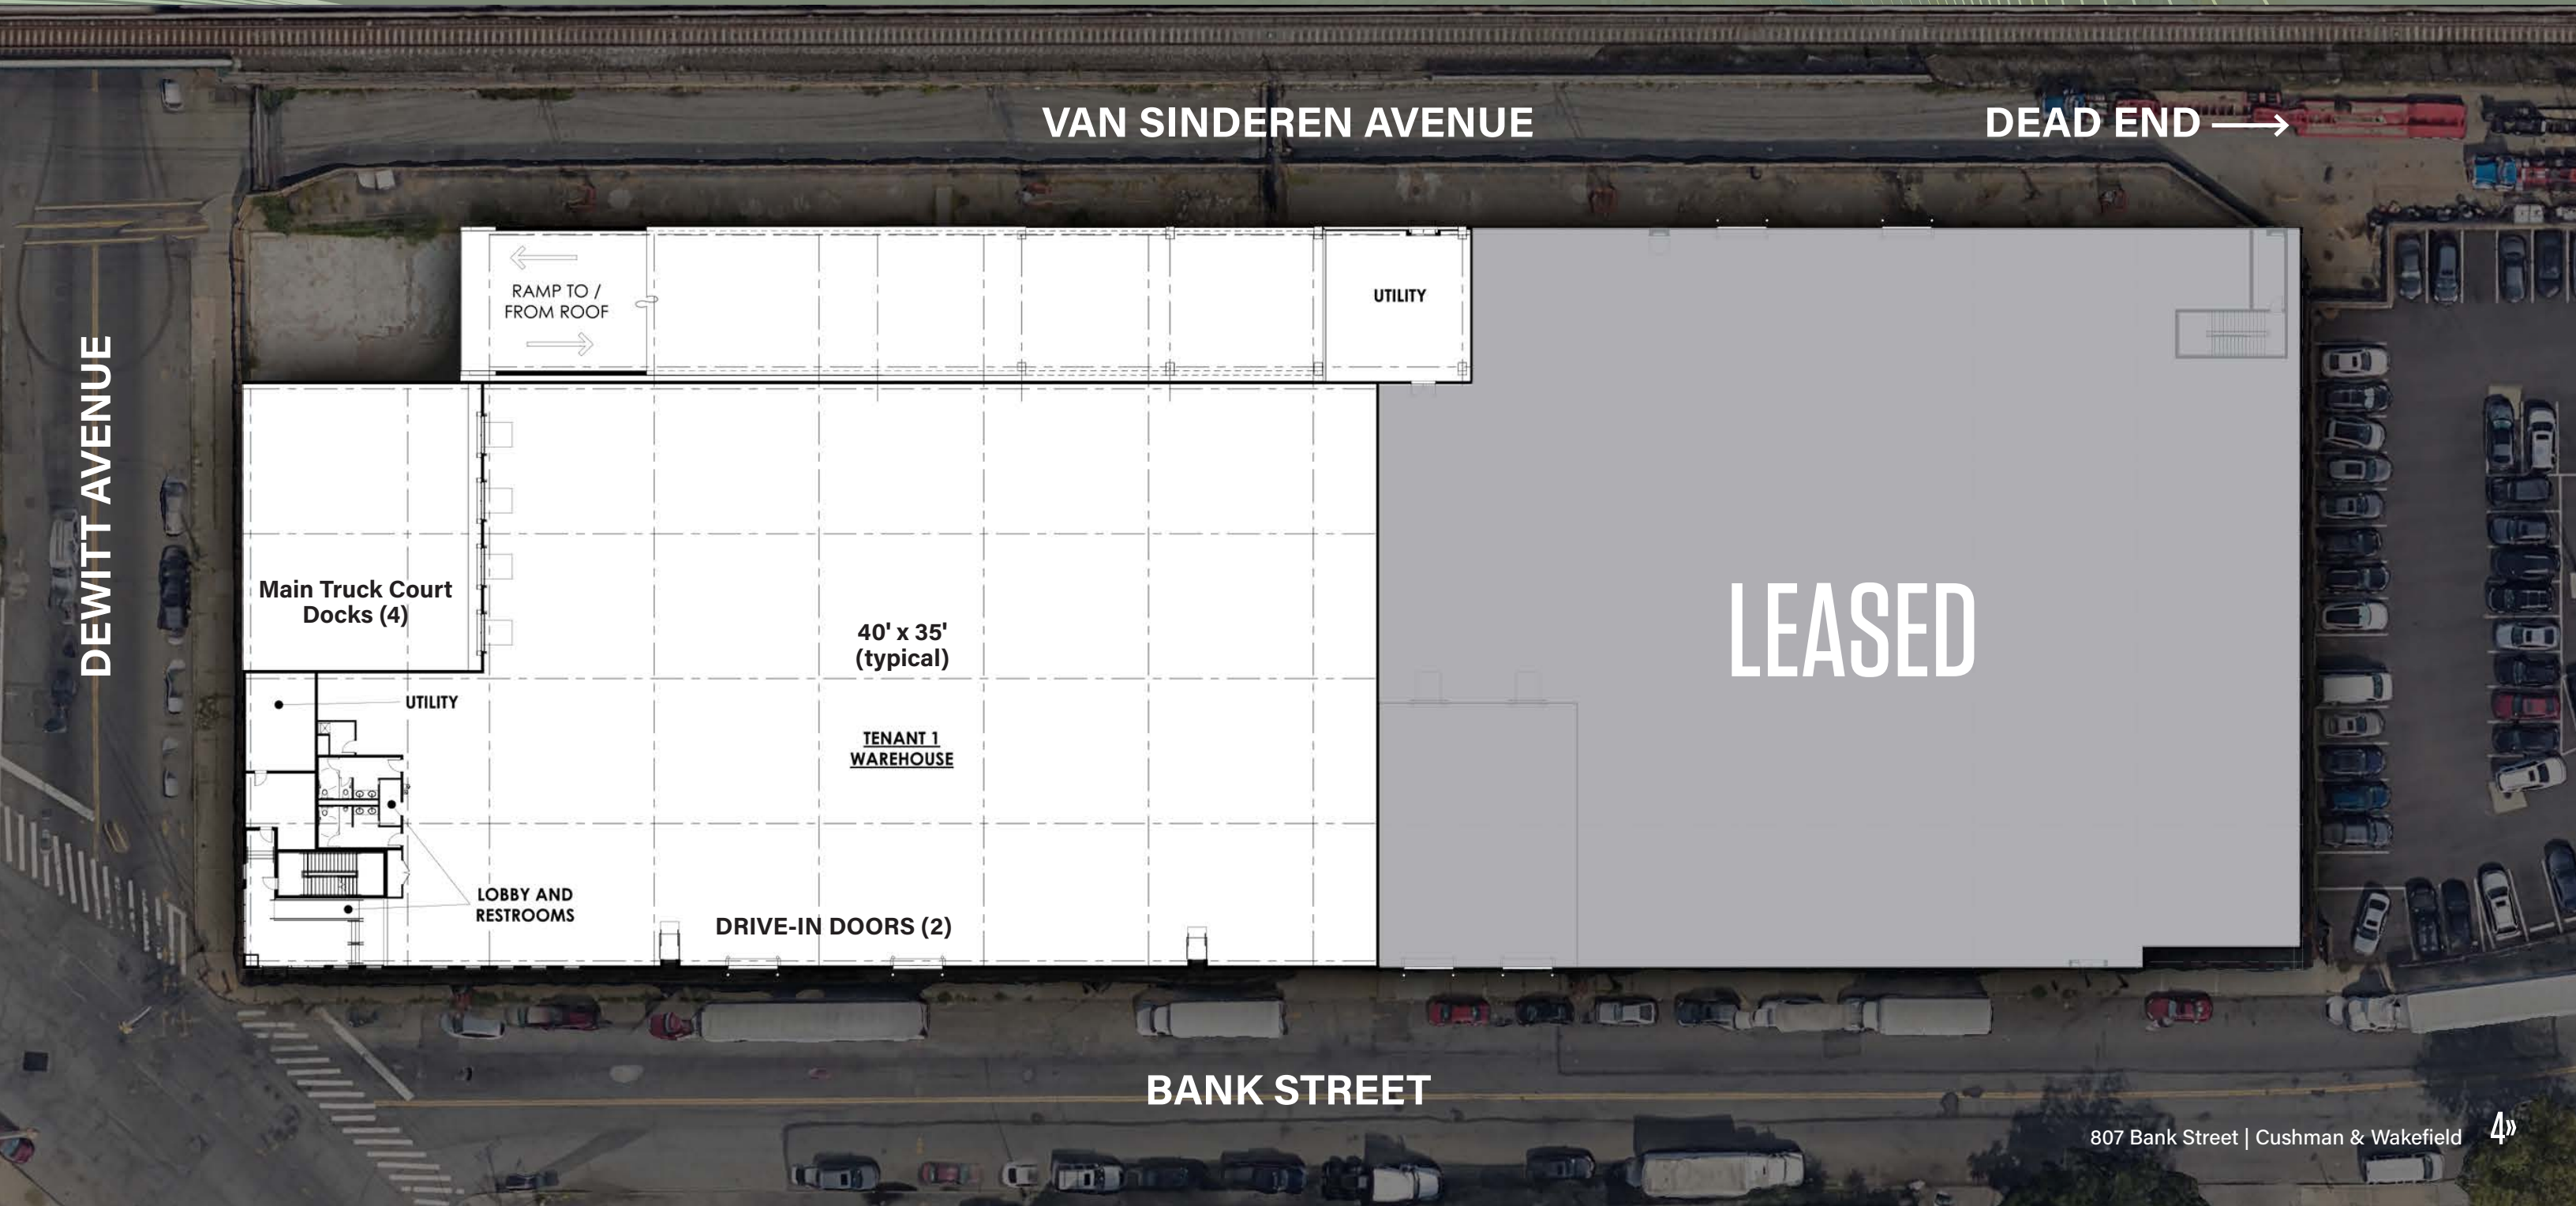 VAN SINDEREN AVENUE
DEAD END
RAMP TO /
FROM ROOF
UTILITY
DEWITT AVENUE
Main Truck Court
Docks (4)
40' x 35'
(typical)
LEASED
UTILITY
TENANT 1
WAREHOUSE
LOBBY AND
RESTROOMS
DRIVE-IN DOORS (2)
BANK STREET
807 Bank Street | Cushman & Wakefield
4»